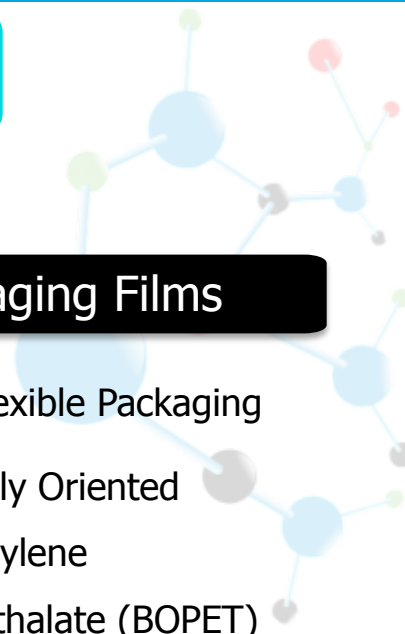 aging Films
exible Packaging
ly Oriented
ylene
thalate (BOPET)